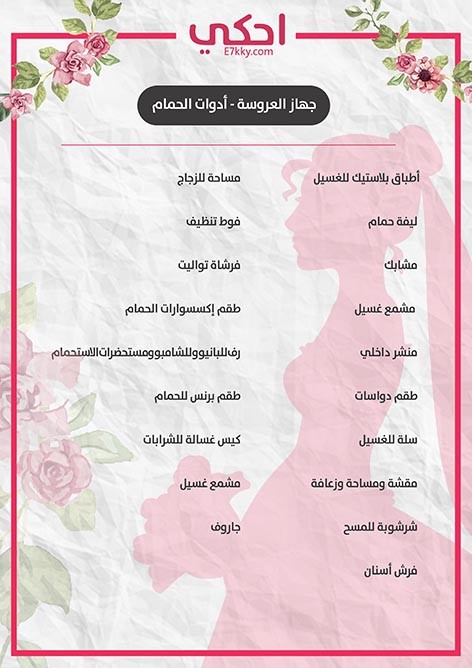 احكي
E7kky.com
جهاز العروسة - أدوات الحمام
أطباق بلاستيك للغسيل
ليفة حمام
مشابك
مشمع غسيل
منشر داخلي
طقم دواسات
سلة للغسيل
مقشة ومساحة وزعافة
شرشوبة للمسح
فرش أسنان
مساحة للزجاج
فوط تنظيف
فرشاة تواليت
طقم إكسسوارات الحمام
رف للبانيو وللشامبو ومستحضرات الاستحمام
طقم برنس للحمام
كيس غسالة للشرابات
مشمع غسيل
جاروف